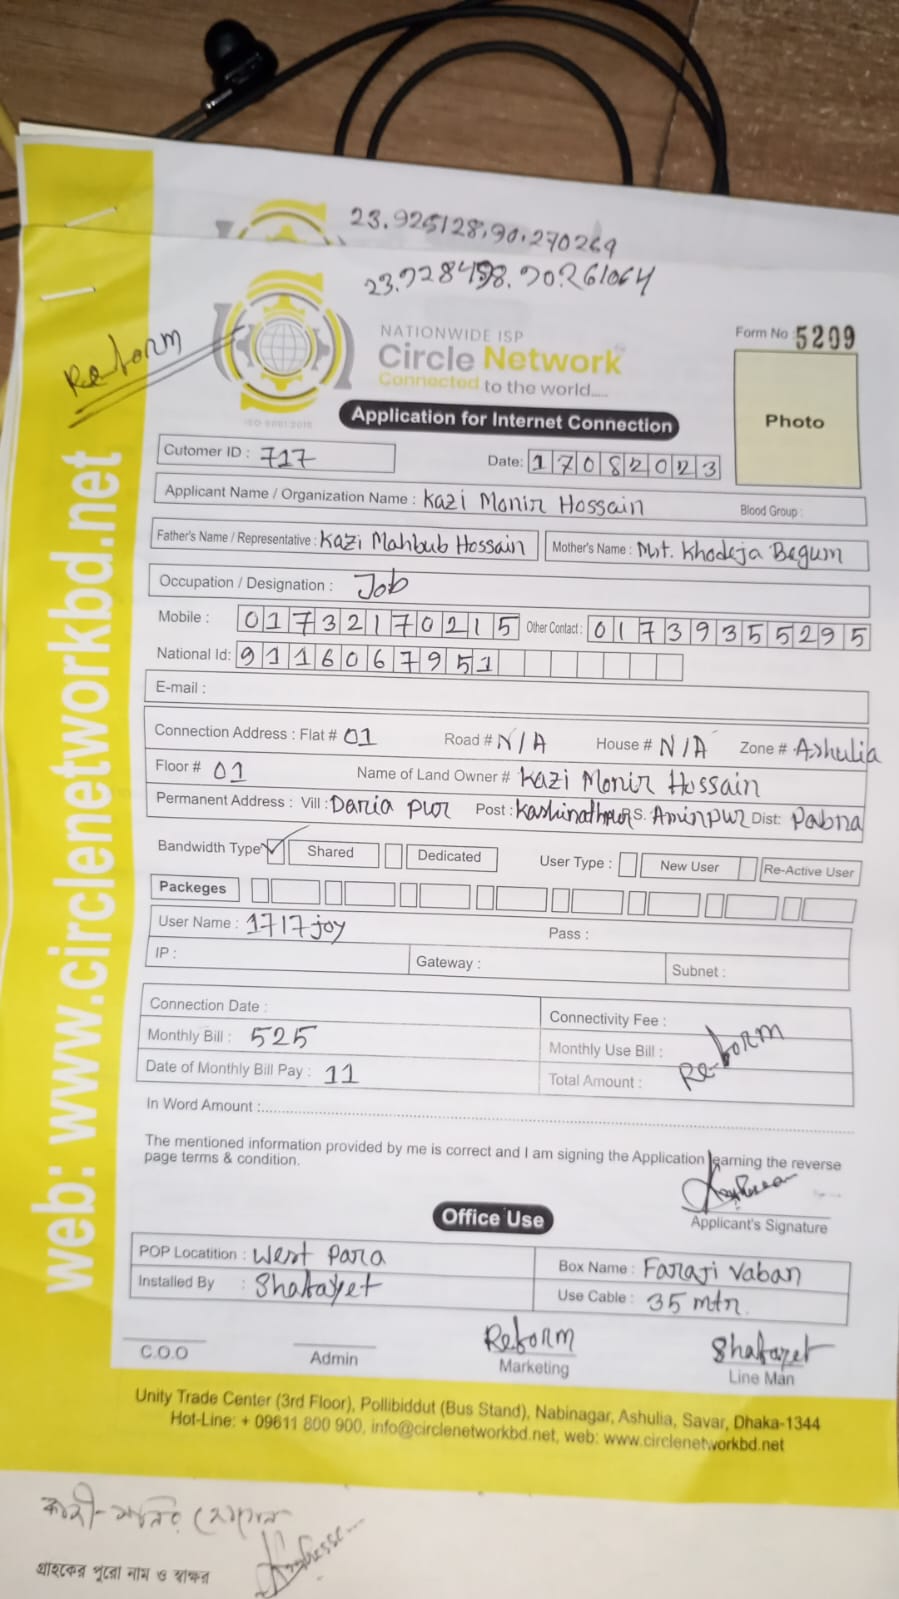 23.925128,90.270269
23.928458.90.261064
Reform
NATIONWIDE ISP
Circle Network
Connected to the world.....
ISO 9001:2015
Form No 5209
Photo
Application for Internet Connection
Cutomer ID : 717
Date: 17082023
Applicant Name / Organization Name : Kazi Monir Hossain Blood Group :
Father's Name / Representative : Kazi Mahbub Hossain Mother's Name : Mst. Khodeja Begum
Occupation / Designation : Job
Mobile : 01732170215 Other Contact : 01739355295
National Id: 9116067951
E-mail :
Connection Address : Flat # 01 Road # N/A House # N/A Zone # Ashulia
Floor # 01 Name of Land Owner # Kazi Monir Hossain
Permanent Address : Vill : Daria pur Post : Kashinathpur S. Aminpur Dist: Pabna
Bandwidth Type Shared Dedicated User Type : New User Re-Active User
Packeges
User Name : 1717joy Pass :
IP : Gateway : Subnet :
Connection Date : Connectivity Fee :
Monthly Bill : 525 Monthly Use Bill :
Date of Monthly Bill Pay : 11 Total Amount :
Re-form
In Word Amount :
The mentioned information provided by me is correct and I am signing the Application learning the reverse
page terms & condition.
Applicant's Signature
Office Use
POP Locatition : West Para Box Name : Faraji Vaban
Installed By : Shafayet Use Cable : 35 mtr.
Reform Shafayet
C.O.O Admin Marketing Line Man
Unity Trade Center (3rd Floor), Pollibiddut (Bus Stand), Nabinagar, Ashulia, Savar, Dhaka-1344
Hot-Line: + 09611 800 900, info@circlenetworkbd.net, web: www.circlenetworkbd.net
web: www.circlenetworkbd.net
কাজী মনির হোসেন
গ্রাহকের পুরো নাম ও স্বাক্ষর